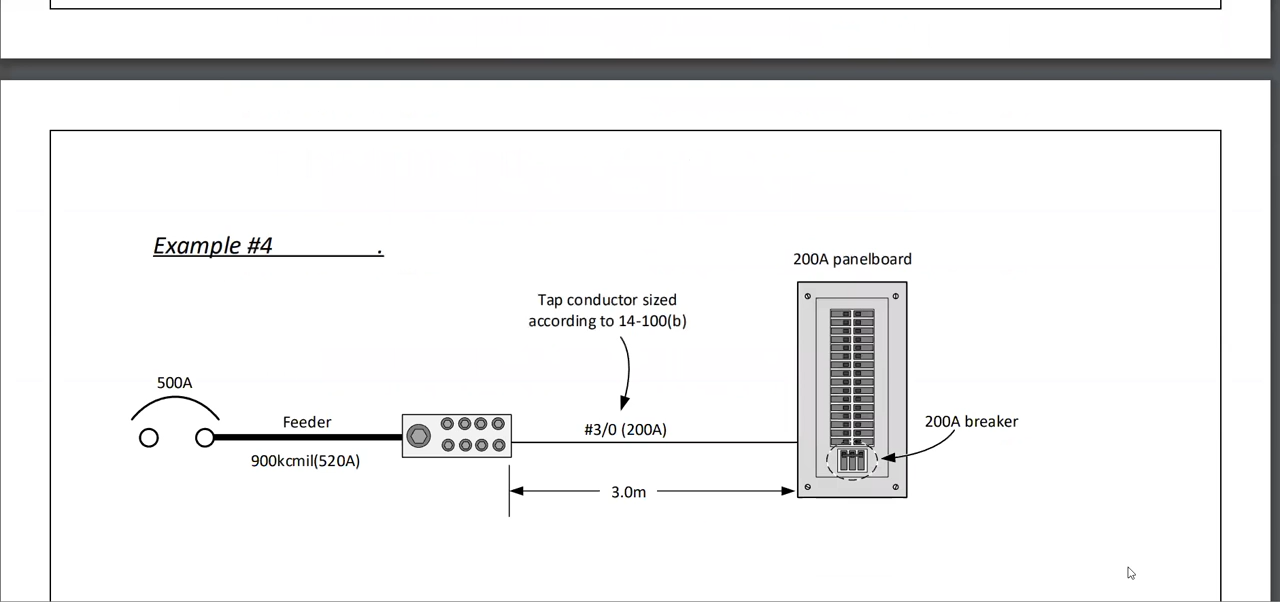 Example #4 .
200A panelboard
Tap conductor sized
according to 14-100(b)
500A
Feeder
#3/0 (200A)
200A breaker
900kcmil(520A)
3.0m